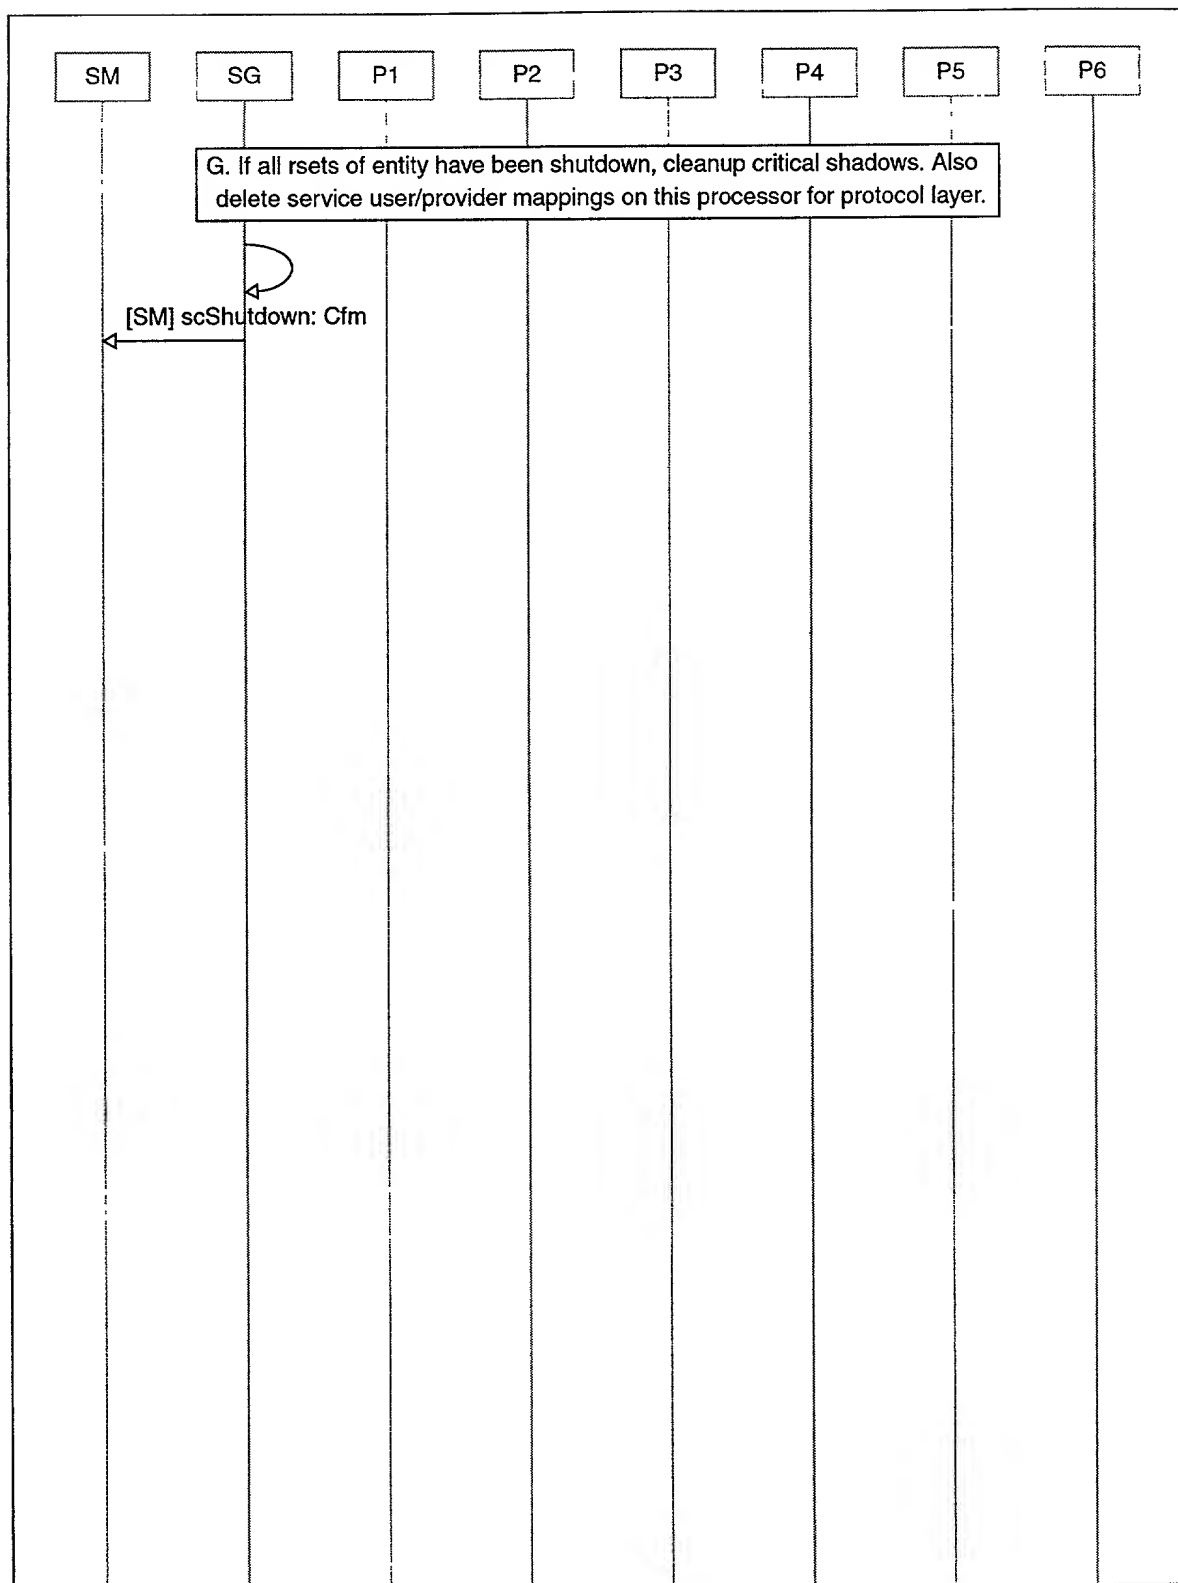 SM SG P1 P2 P3 P4 P5 P6
G. If all rsets of entity have been shutdown, cleanup critical shadows. Also
delete service user/provider mappings on this processor for protocol layer.
[SM] scShutdown: Cfm